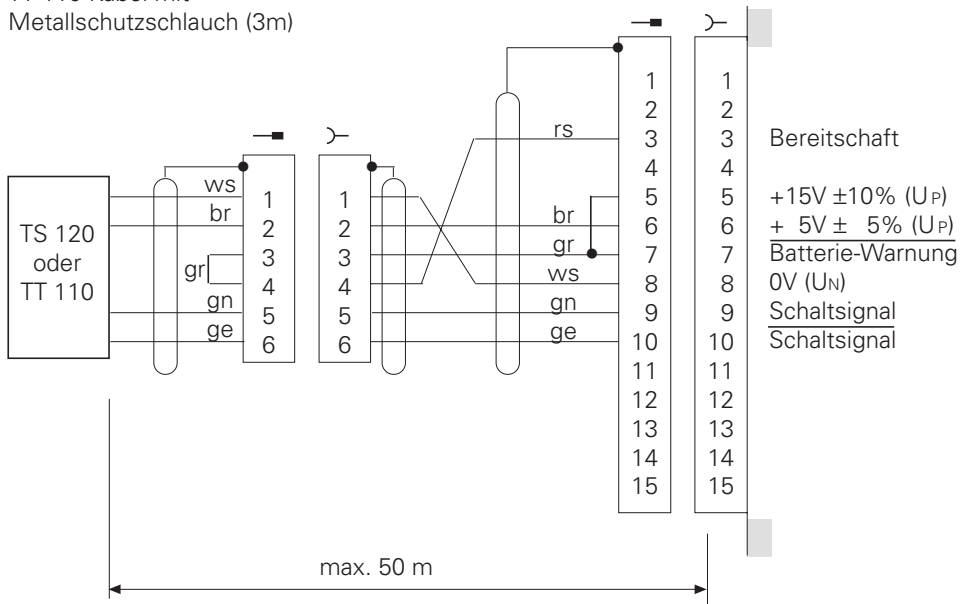 Kabel mit
Metallschutzschlauch (3m)
TS 120
oder
TT 110
ws
br
gr
gn
ge
1
2
3
4
5
6
1
2
3
4
5
6
rs
br
gr
ws
gn
ge
1
2
3
4
5
6
7
8
9
10
11
12
13
14
15
1
2
3
4
5
6
7
8
9
10
11
12
13
14
15
Bereitschaft
+15V ±10% (UP)
+ 5V ± 5% (UP)
Batterie-Warnung
0V (UN)
Schaltsignal
Schaltsignal
max. 50 m